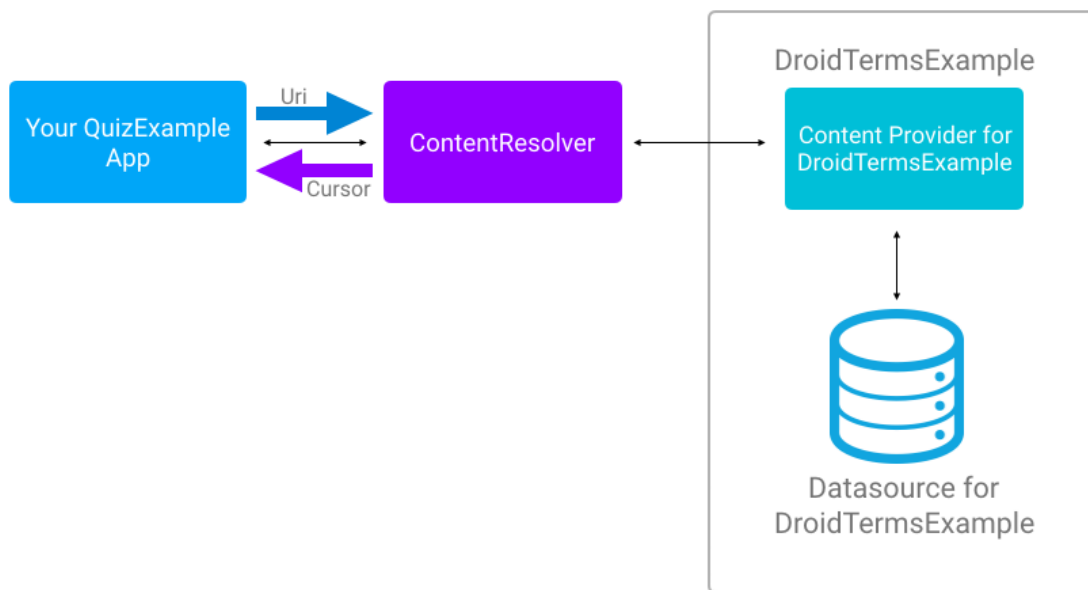 DroidTermsExample
Your QuizExample
App
Uri
Cursor
ContentResolver
Content Provider for
DroidTermsExample
Datasource for
DroidTermsExample